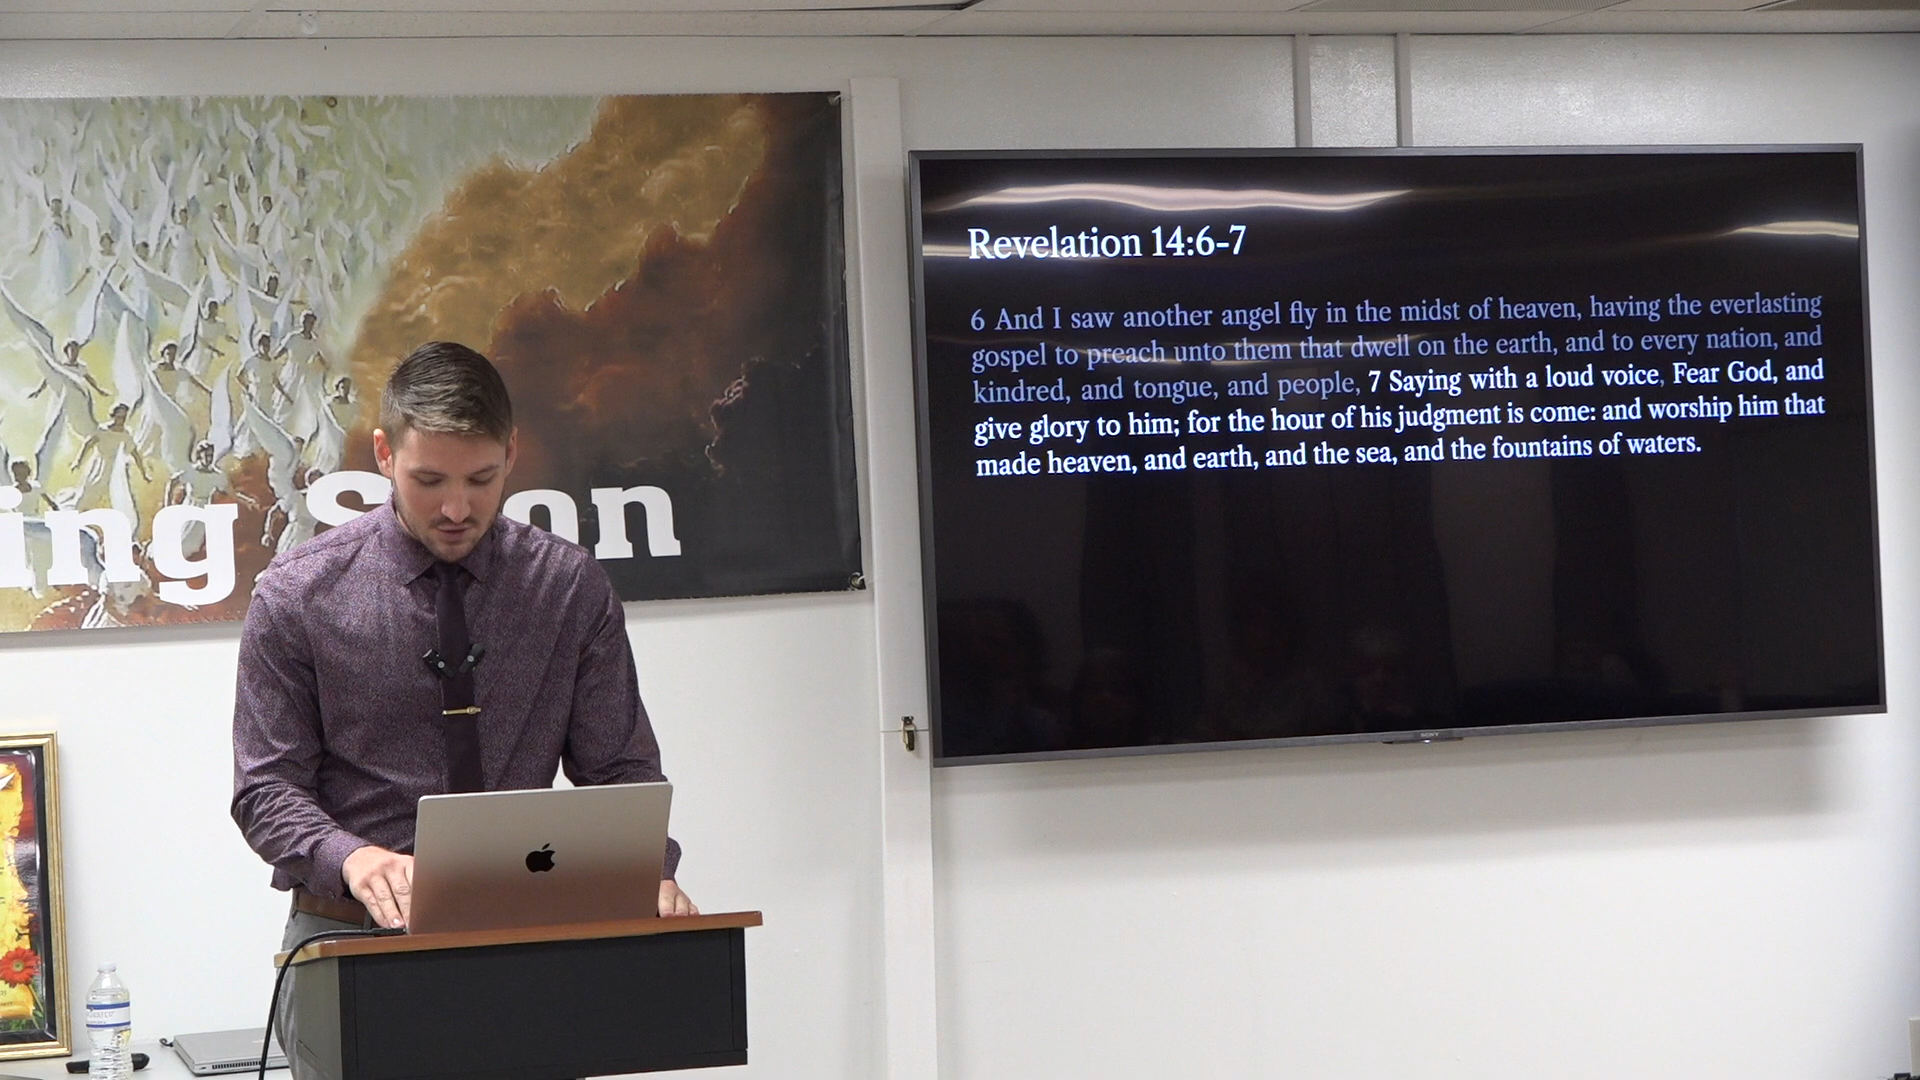 ing Soon
Revelation 14:6-7
6 And I saw another angel fly in the midst of heaven, having the everlasting
gospel to preach unto them that dwell on the earth, and to every nation, and
kindred, and tongue, and people, 7 Saying with a loud voice, Fear God, and
give glory to him; for the hour of his judgment is come: and worship him that
made heaven, and earth, and the sea, and the fountains of waters.
SONY